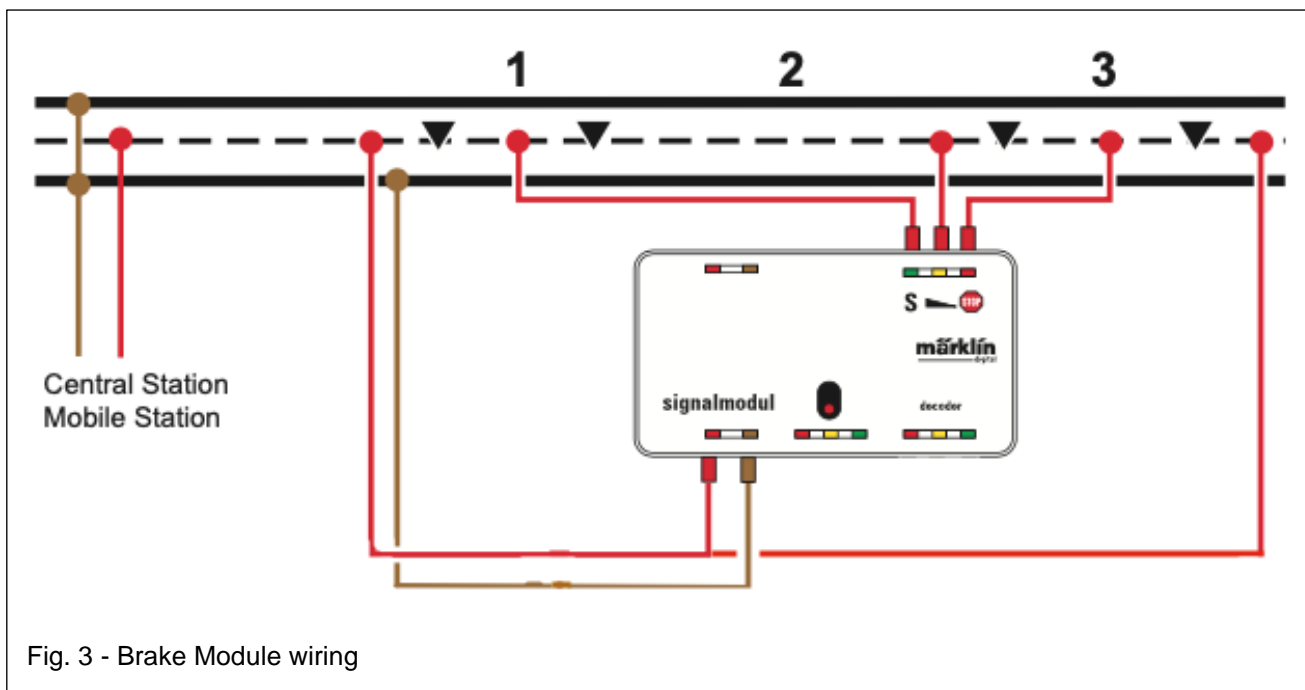 1 2 3
S STOP
märklin
digital
Central Station
Mobile Station
signalmodul
decoder
Fig. 3 - Brake Module wiring